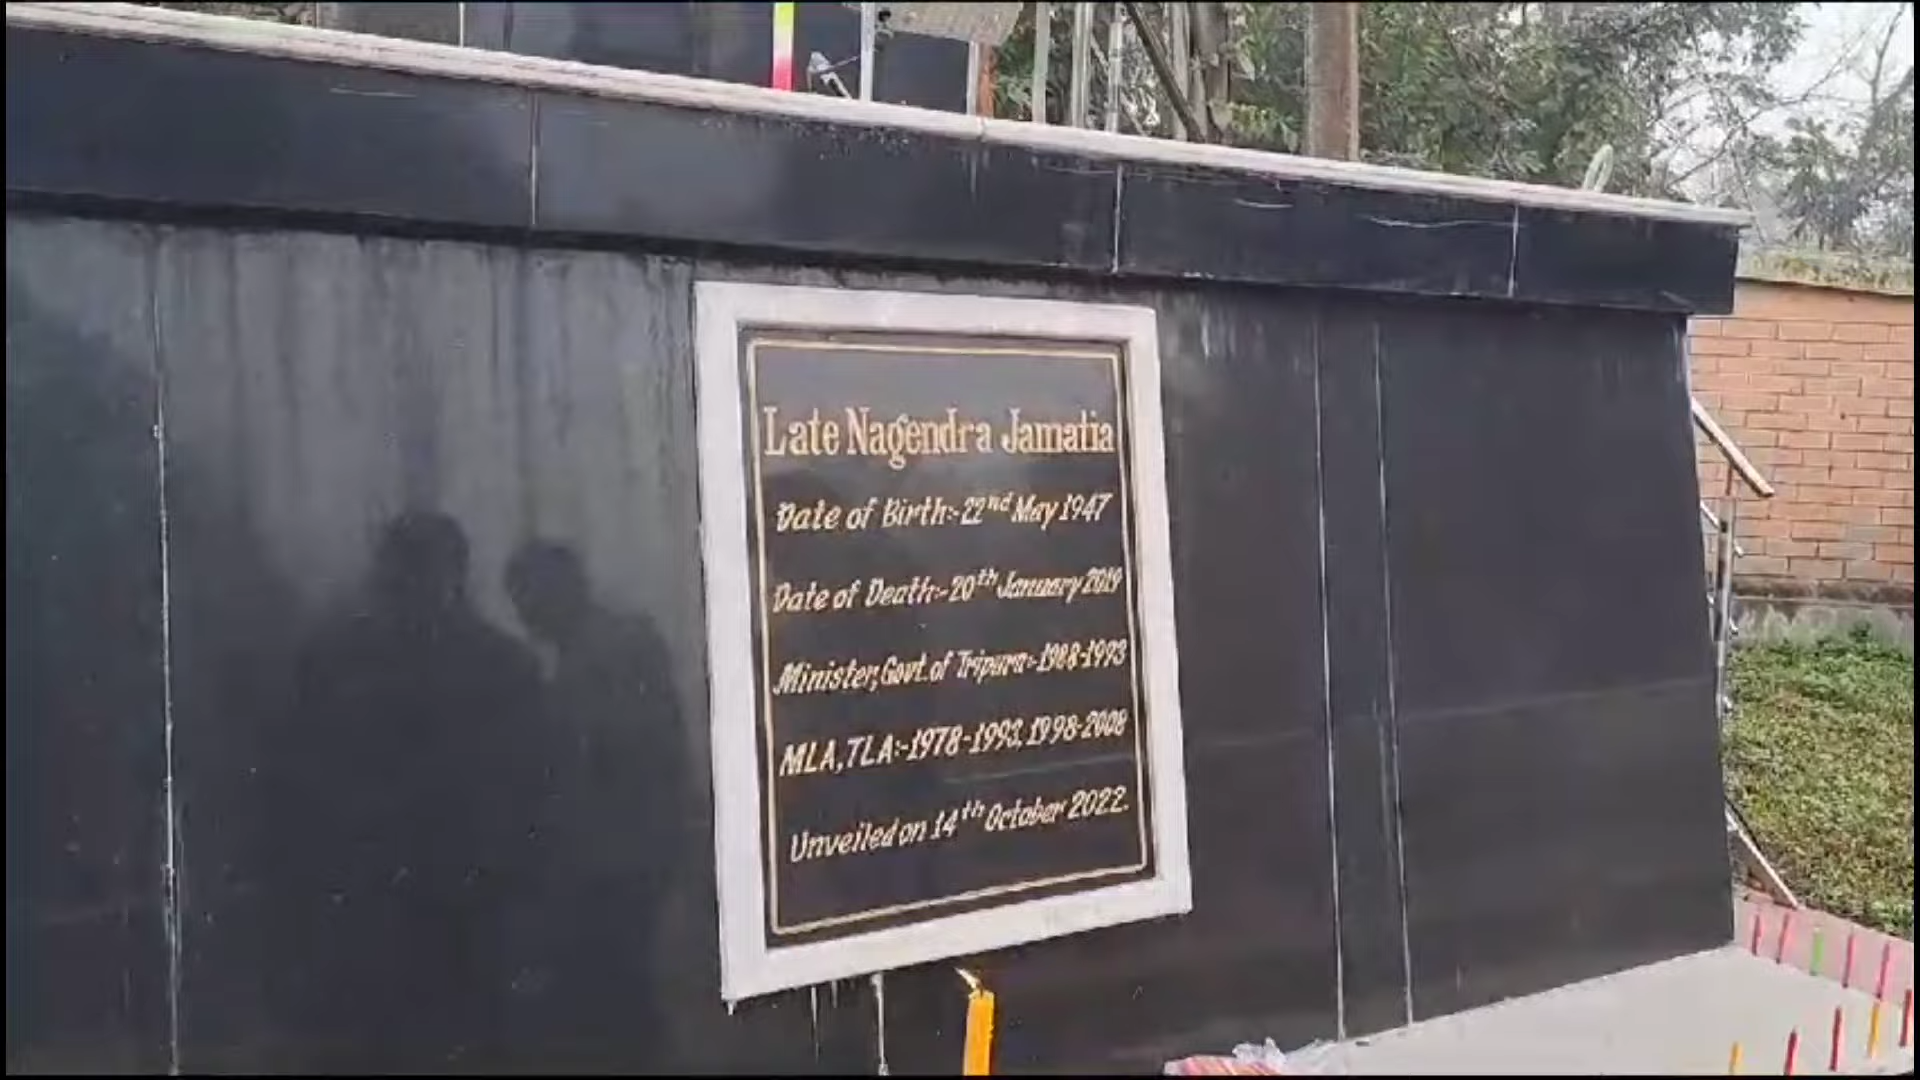 Late Nagendra Jamatia
Date of Birth:-22nd May 1947
Date of Death:-20th January 2019
Minister, Govt. of Tripura:-1988-1993
MLA, TLA:-1978-1993, 1998-2008
Unveiled on 14th October 2022.